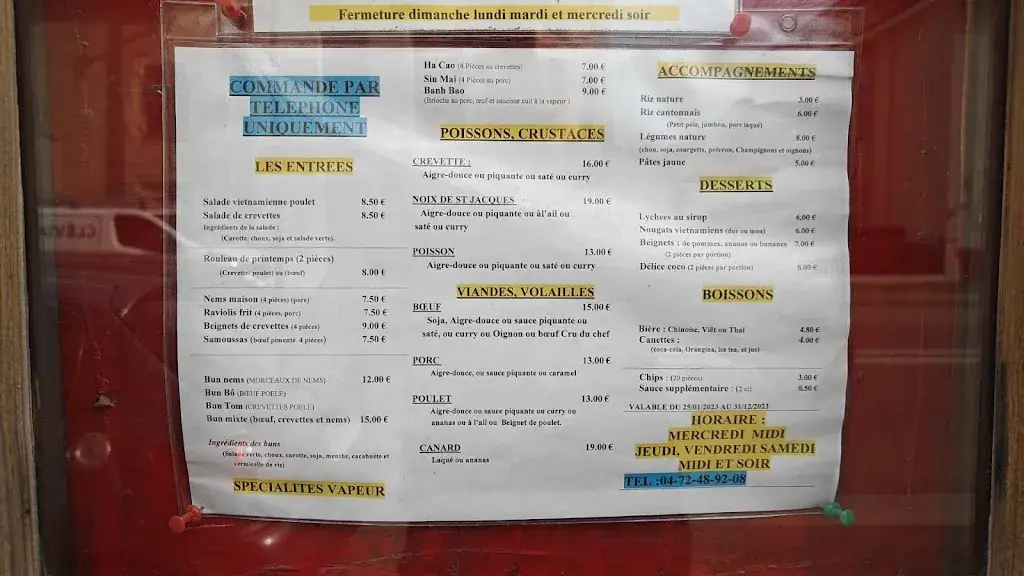 Fermeture dimanche lundi mardi et mercredi soir
COMMANDE PAR
TELEPHONE
UNIQUEMENT
LES ENTREES
Salade vietnamienne poulet 8.50 €
Salade de crevettes 8.50 €
Ingrédients de la salade :
(Carotte, choux, soja et salade verte).
Rouleau de printemps (2 pièces)
(Crevette/ poulet/ ou (bœuf) 8.00 €
Nems maison (4 pièces) (porc) 7.50 €
Raviolis frit (4 pièces, porc) 7.50 €
Beignets de crevettes (4 pièces) 9.00 €
Samoussas (bœuf pimenté 4 pièces) 7.50 €
Bun nems (MORCEAUX DE NEMS) 12.00 €
Bun Bô (BŒUF POELE)
Bun Tom (CREVETTES POELE)
Bun mixte (bœuf, crevettes et nems) 15.00 €
Ingrédients des buns
(Salade verte, choux, carotte, soja, menthe, cacahuète et
vermicelle de riz)
SPECIALITES VAPEUR
Ha Cao (4 Pièces au crevettes) 7.00 €
Siu Mai (4 Pièces au porc) 7.00 €
Banh Bao 9.00 €
(Brioche au porc, œuf et saucisse cuit à la vapeur )
POISSONS, CRUSTACES
CREVETTE : 16.00 €
Aigre-douce ou piquante ou saté ou curry
NOIX DE ST JACQUES 19.00 €
Aigre-douce ou piquante ou à l'ail ou
saté ou curry
POISSON 13.00 €
Aigre-douce ou piquante ou saté ou curry
VIANDES, VOLAILLES
BŒUF 15.00 €
Soja, Aigre-douce ou sauce piquante ou
saté, ou curry ou Oignon ou bœuf Cru du chef
PORC 13.00 €
Aigre-douce, ou sauce piquante ou caramel
POULET 13.00 €
Aigre-douce ou sauce piquante ou curry ou
ananas ou à l'ail ou Beignet de poulet.
CANARD 19.00 €
Laqué ou ananas
ACCOMPAGNEMENTS
Riz nature 3.00 €
Riz cantonnais 6.00 €
(Petit pois, jambon, porc laqué)
Légumes nature 8.00 €
(chou, soja, courgette, poivron, Champignons et oignons)
Pâtes jaune 5.00 €
DESSERTS
Lychees au sirop 6.00 €
Nougats vietnamiens (dur ou mou) 6.00 €
Beignets : de pommes, ananas ou bananes 7.00 €
(2 pièces par portion)
Délice coco (2 pièces par portion) 6.00 €
BOISSONS
Bière : Chinoise, Viêt ou Thaï 4.80 €
Canettes : 4.00 €
(coca-cola, Orangina, ice tea, et jus)
Chips : (20 pièces) 3.00 €
Sauce supplémentaire : (2 cl) 0.50 €
VALABLE DU 25/01/2023 AU 31/12/2023
HORAIRE :
MERCREDI MIDI
JEUDI, VENDREDI SAMEDI
MIDI ET SOIR
TEL :04-72-48-92-08